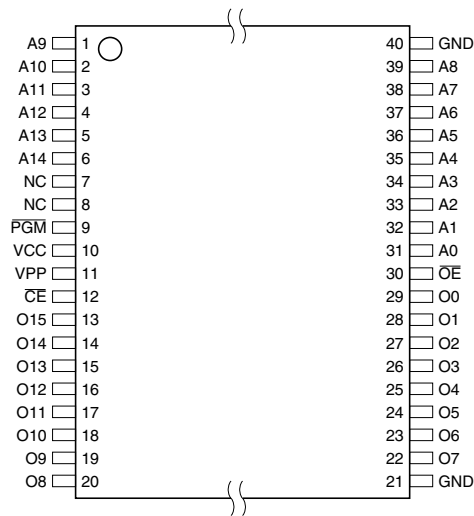 A9 1 40 GND
A10 2 39 A8
A11 3 38 A7
A12 4 37 A6
A13 5 36 A5
A14 6 35 A4
NC 7 34 A3
NC 8 33 A2
P̅G̅M̅ 9 32 A1
VCC 10 31 A0
VPP 11 30 O̅E̅
C̅E̅ 12 29 O0
O15 13 28 O1
O14 14 27 O2
O13 15 26 O3
O12 16 25 O4
O11 17 24 O5
O10 18 23 O6
O9 19 22 O7
O8 20 21 GND